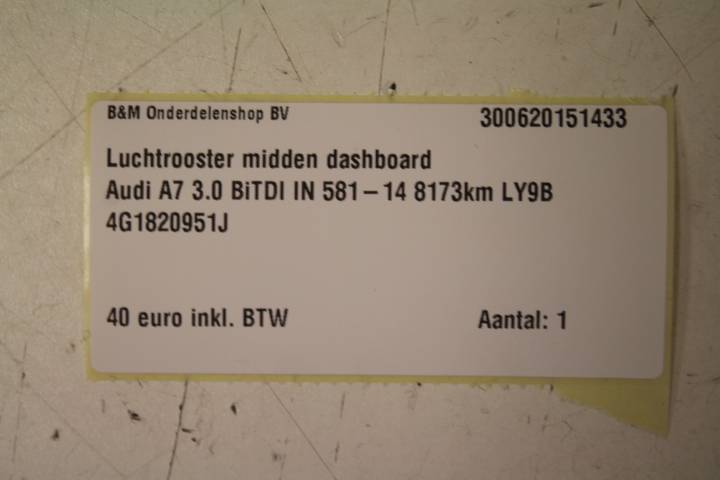 B&M Onderdelenshop BV 300620151433
Luchtrooster midden dashboard
Audi A7 3.0 BiTDI IN 581-14 8173km LY9B
4G1820951J
40 euro inkl. BTW Aantal: 1